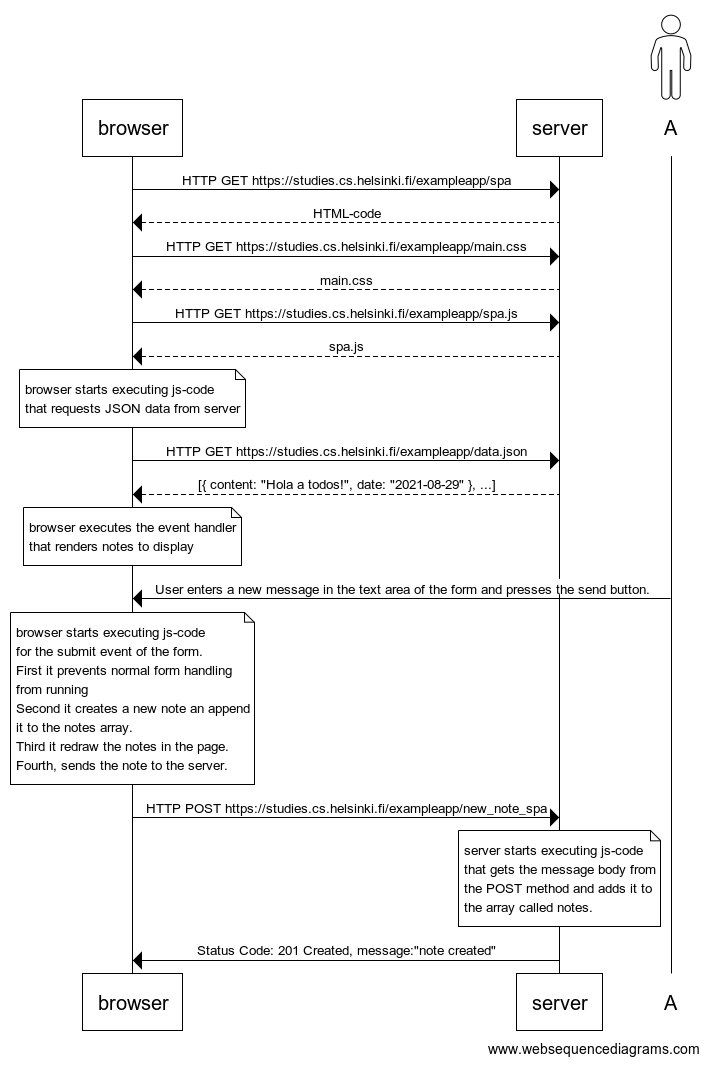 browser
server
A
HTTP GET https://studies.cs.helsinki.fi/exampleapp/spa
HTML-code
HTTP GET https://studies.cs.helsinki.fi/exampleapp/main.css
main.css
HTTP GET https://studies.cs.helsinki.fi/exampleapp/spa.js
spa.js
browser starts executing js-code
that requests JSON data from server
HTTP GET https://studies.cs.helsinki.fi/exampleapp/data.json
[{ content: "Hola a todos!", date: "2021-08-29" }, ...]
browser executes the event handler
that renders notes to display
User enters a new message in the text area of the form and presses the send button.
browser starts executing js-code
for the submit event of the form.
First it prevents normal form handling
from running
Second it creates a new note an append
it to the notes array.
Third it redraw the notes in the page.
Fourth, sends the note to the server.
HTTP POST https://studies.cs.helsinki.fi/exampleapp/new_note_spa
server starts executing js-code
that gets the message body from
the POST method and adds it to
the array called notes.
Status Code: 201 Created, message:"note created"
browser
server
A
www.websequencediagrams.com